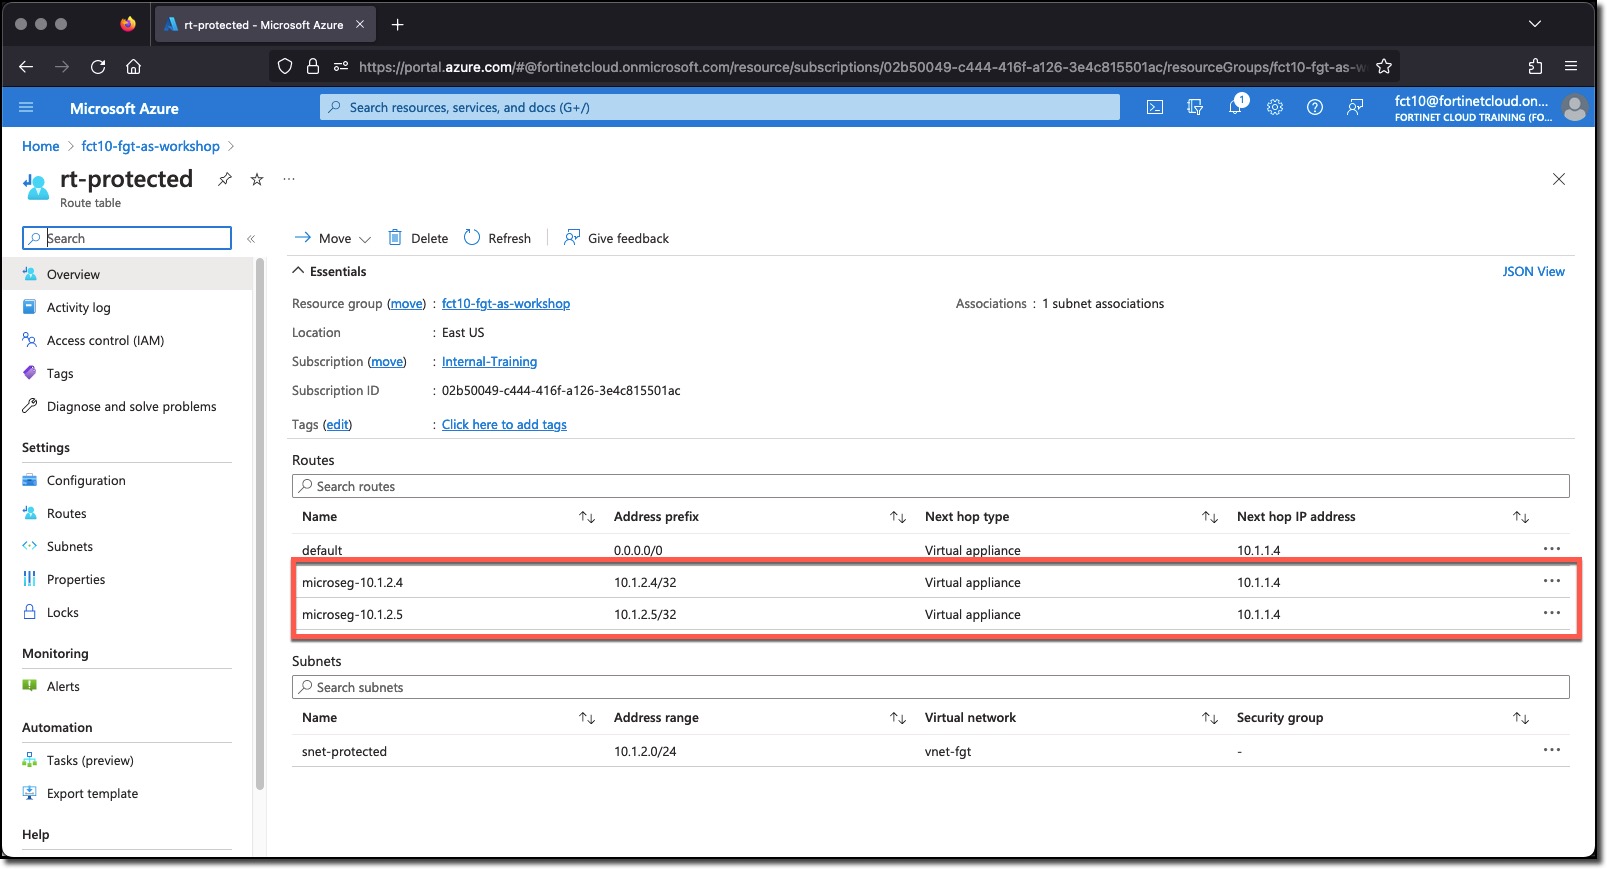 rt-protected - Microsoft Azure
https://portal.azure.com/#@fortinetcloud.onmicrosoft.com/resource/subscriptions/02b50049-c444-416f-a126-3e4c815501ac/resourceGroups/fct10-fgt-as-w
Microsoft Azure
Search resources, services, and docs (G+/)
1
fct10@fortinetcloud.on...
FORTINET CLOUD TRAINING (FO...
Home > fct10-fgt-as-workshop >
rt-protected
Route table
Search
Overview
Activity log
Access control (IAM)
Tags
Diagnose and solve problems
Settings
Configuration
Routes
Subnets
Properties
Locks
Monitoring
Alerts
Automation
Tasks (preview)
Export template
Help
Move Delete Refresh Give feedback
Essentials JSON View
Resource group (move) : fct10-fgt-as-workshop Associations : 1 subnet associations
Location : East US
Subscription (move) : Internal-Training
Subscription ID : 02b50049-c444-416f-a126-3e4c815501ac
Tags (edit) : Click here to add tags
Routes
Search routes
Name Address prefix Next hop type Next hop IP address
default 0.0.0.0/0 Virtual appliance 10.1.1.4
microseg-10.1.2.4 10.1.2.4/32 Virtual appliance 10.1.1.4
microseg-10.1.2.5 10.1.2.5/32 Virtual appliance 10.1.1.4
Subnets
Search subnets
Name Address range Virtual network Security group
snet-protected 10.1.2.0/24 vnet-fgt -